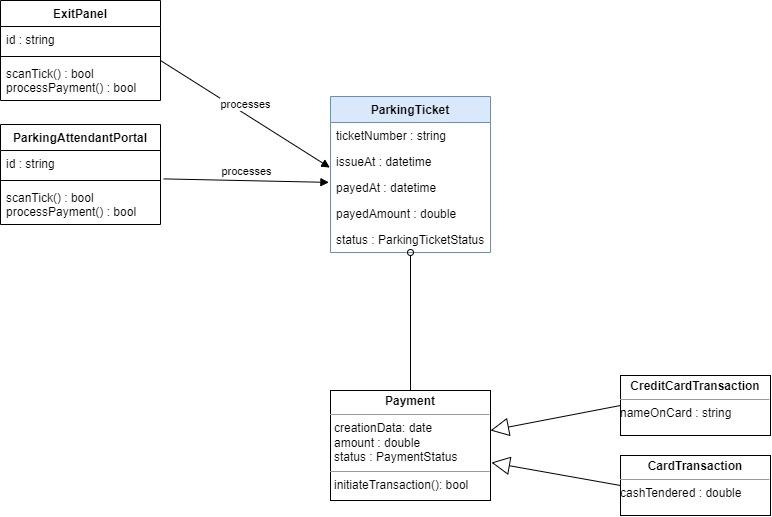 ExitPanel
id : string
scanTick() : bool
processPayment() : bool
processes
ParkingAttendantPortal
id : string
scanTick() : bool
processPayment() : bool
processes
ParkingTicket
ticketNumber : string
issueAt : datetime
payedAt : datetime
payedAmount : double
status : ParkingTicketStatus
Payment
creationData: date
amount : double
status : PaymentStatus
initiateTransaction(): bool
CreditCardTransaction
nameOnCard : string
CardTransaction
cashTendered : double